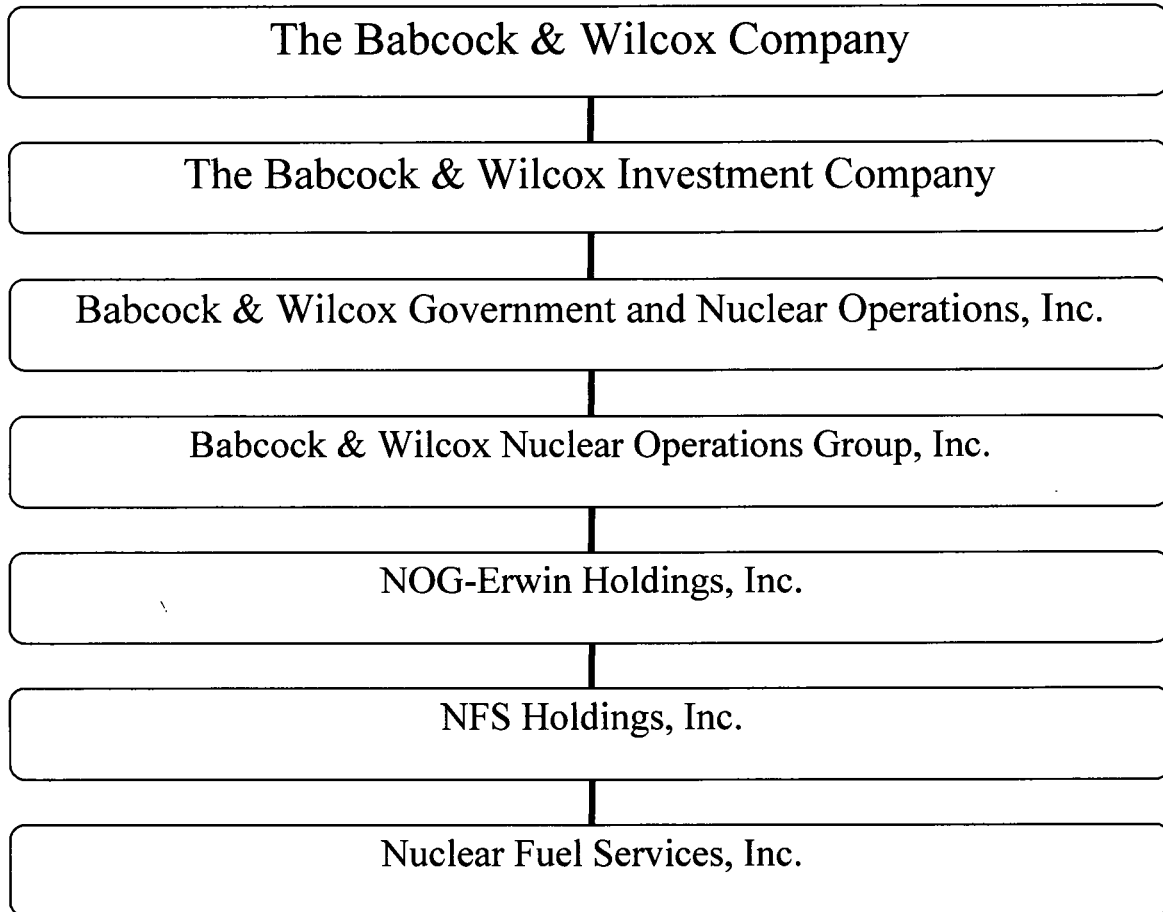 The Babcock & Wilcox Company
The Babcock & Wilcox Investment Company
Babcock & Wilcox Government and Nuclear Operations, Inc.
Babcock & Wilcox Nuclear Operations Group, Inc.
NOG-Erwin Holdings, Inc.
NFS Holdings, Inc.
Nuclear Fuel Services, Inc.